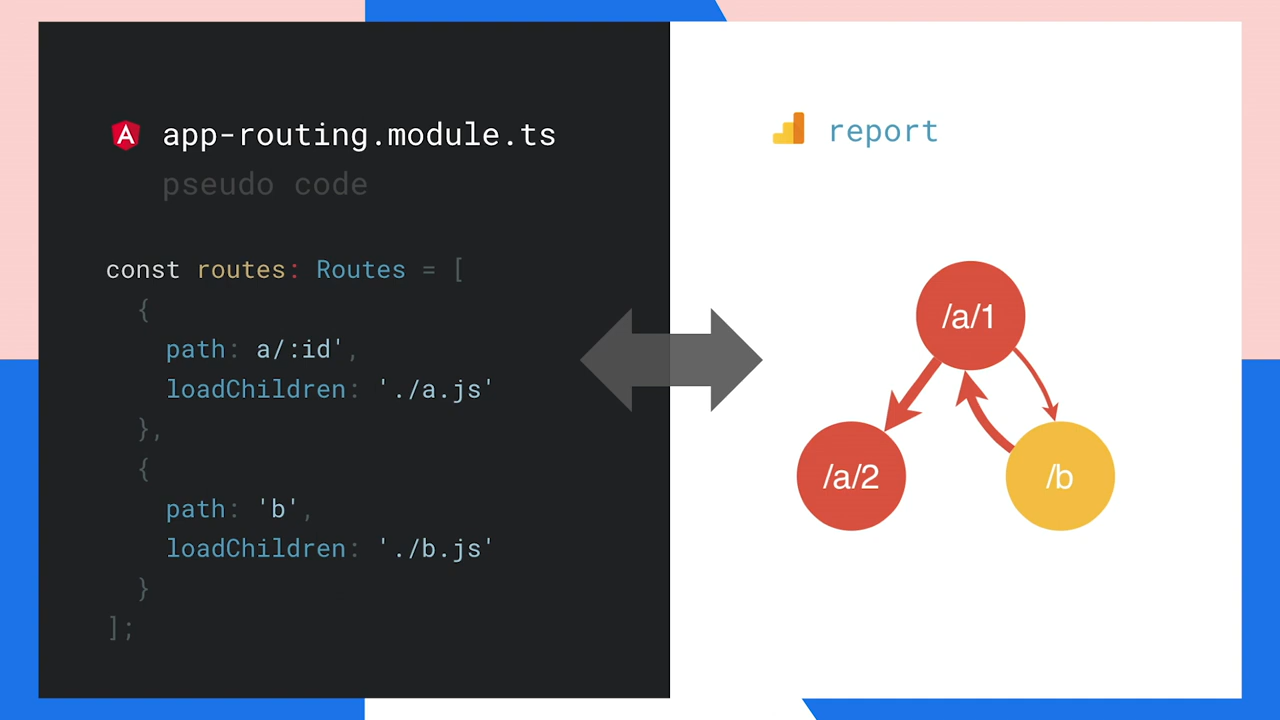 A app-routing.module.ts
pseudo code
const routes: Routes = [
{
path: a/:id',
loadChildren: './a.js'
},
{
path: 'b',
loadChildren: './b.js'
}
];
report
/a/1
/a/2
/b